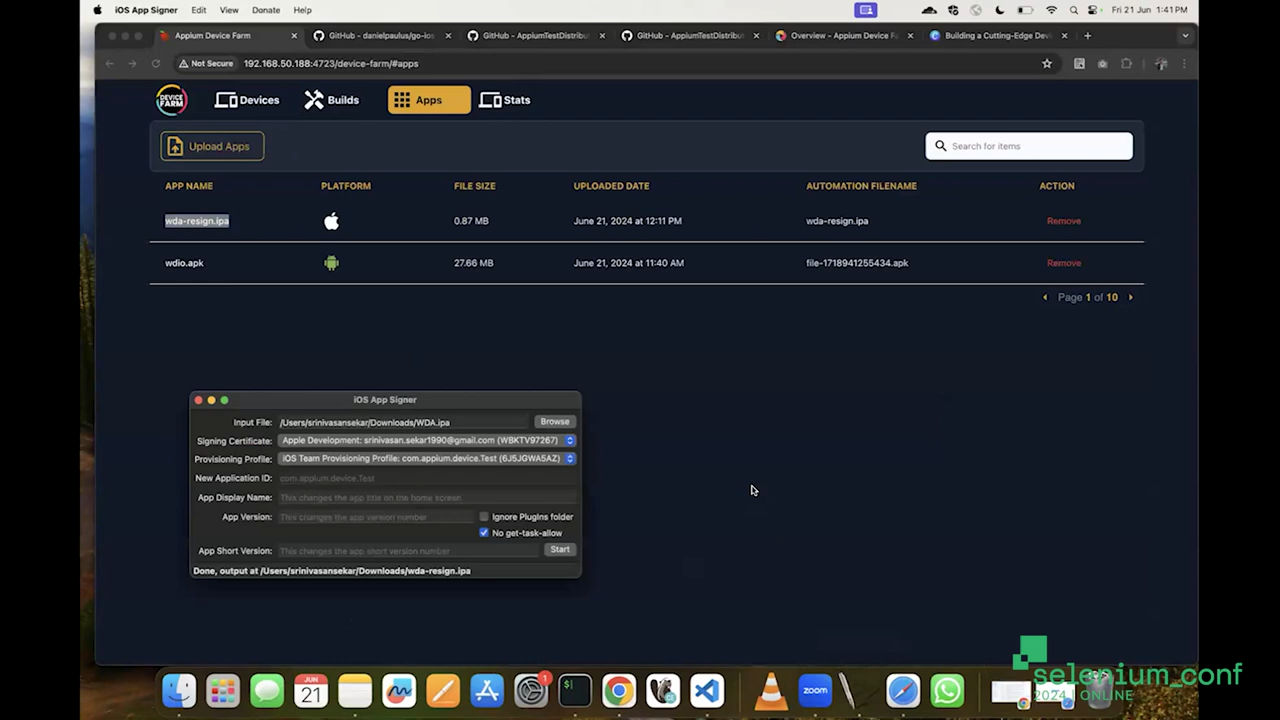 iOS App Signer Edit View Donate Help Fri 21 Jun 1:41 PM
Appium Device Farm GitHub - danielpaulus/go-ios GitHub - AppiumTestDistribut GitHub - AppiumTestDistribut Overview - Appium Device Fa Building a Cutting-Edge Devi
Not Secure 192.168.50.188:4723/device-farm/#apps
DEVICE FARM Devices Builds Apps Stats
Upload Apps Search for items
APP NAME PLATFORM FILE SIZE UPLOADED DATE AUTOMATION FILENAME ACTION
wda-resign.ipa 0.87 MB June 21, 2024 at 12:11 PM wda-resign.ipa Remove
wdio.apk 27.66 MB June 21, 2024 at 11:40 AM file-1718941255434.apk Remove
Page 1 of 10
iOS App Signer
Input File: /Users/srinivasansekar/Downloads/WDA.ipa Browse
Signing Certificate: Apple Development: srinivasan.sekar1990@gmail.com (WBKTV97267)
Provisioning Profile: iOS Team Provisioning Profile: com.appium.device.Test (6J5JGWA5AZ)
New Application ID: com.appium.device.Test
App Display Name: This changes the app title on the home screen
App Version: This changes the app version number Ignore PlugIns folder
No get-task-allow
App Short Version: This changes the app short version number Start
Done, output at /Users/srinivasansekar/Downloads/wda-resign.ipa
JUN
21
1
$
zoom
selenium_conf
2024 | ONLINE